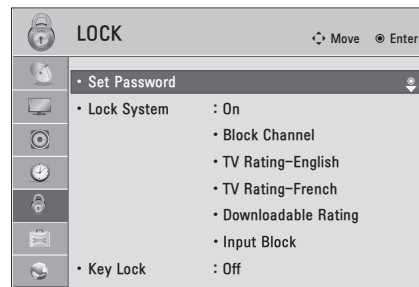 LOCK Move Enter
• Set Password
• Lock System : On
• Block Channel
• TV Rating-English
• TV Rating-French
• Downloadable Rating
• Input Block
• Key Lock : Off